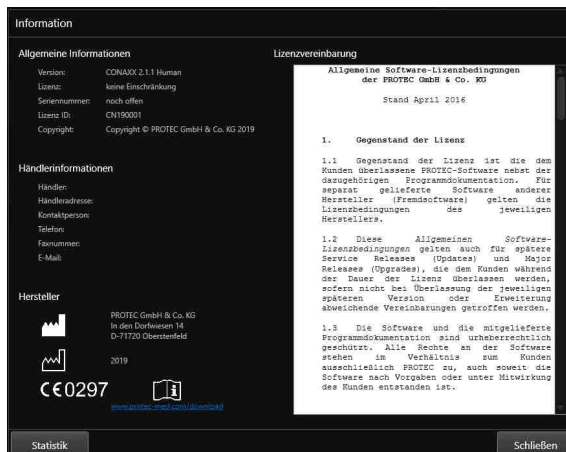 Information
Allgemeine Informationen
Version: CONAXX 2.1.1 Human
Lizenz: keine Einschränkung
Seriennummer: noch offen
Lizenz ID: CN190001
Copyright: Copyright © PROTEC GmbH & Co. KG 2019
Händlerinformationen
Händler:
Händleradresse:
Kontaktperson:
Telefon:
Faxnummer:
E-Mail:
Hersteller
PROTEC GmbH & Co. KG
In den Dorfwiesen 14
D-71720 Oberstenfeld
2019
CE 0297
www.protec-med.com/download
Statistik
Lizenzvereinbarung
Allgemeine Software-Lizenzbedingungen
der PROTEC GmbH & Co. KG
Stand April 2016
1. Gegenstand der Lizenz
1.1 Gegenstand der Lizenz ist die dem
Kunden überlassene PROTEC-Software nebst der
dazugehörigen Programmdokumentation. Für
separat gelieferte Software anderer
Hersteller (Fremdsoftware) gelten die
Lizenzbedingungen des jeweiligen
Herstellers.
1.2 Diese Allgemeinen Software-
Lizenzbedingungen gelten auch für spätere
Service Releases (Updates) und Major
Releases (Upgrades), die dem Kunden während
der Dauer der Lizenz überlassen werden,
sofern nicht bei Überlassung der jeweiligen
späteren Version oder Erweiterung
abweichende Vereinbarungen getroffen werden.
1.3 Die Software und die mitgelieferte
Programmdokumentation sind urheberrechtlich
geschützt. Alle Rechte an der Software
stehen im Verhältnis zum Kunden
ausschließlich PROTEC zu, auch soweit die
Software nach Vorgaben oder unter Mitwirkung
des Kunden entstanden ist.
Schließen